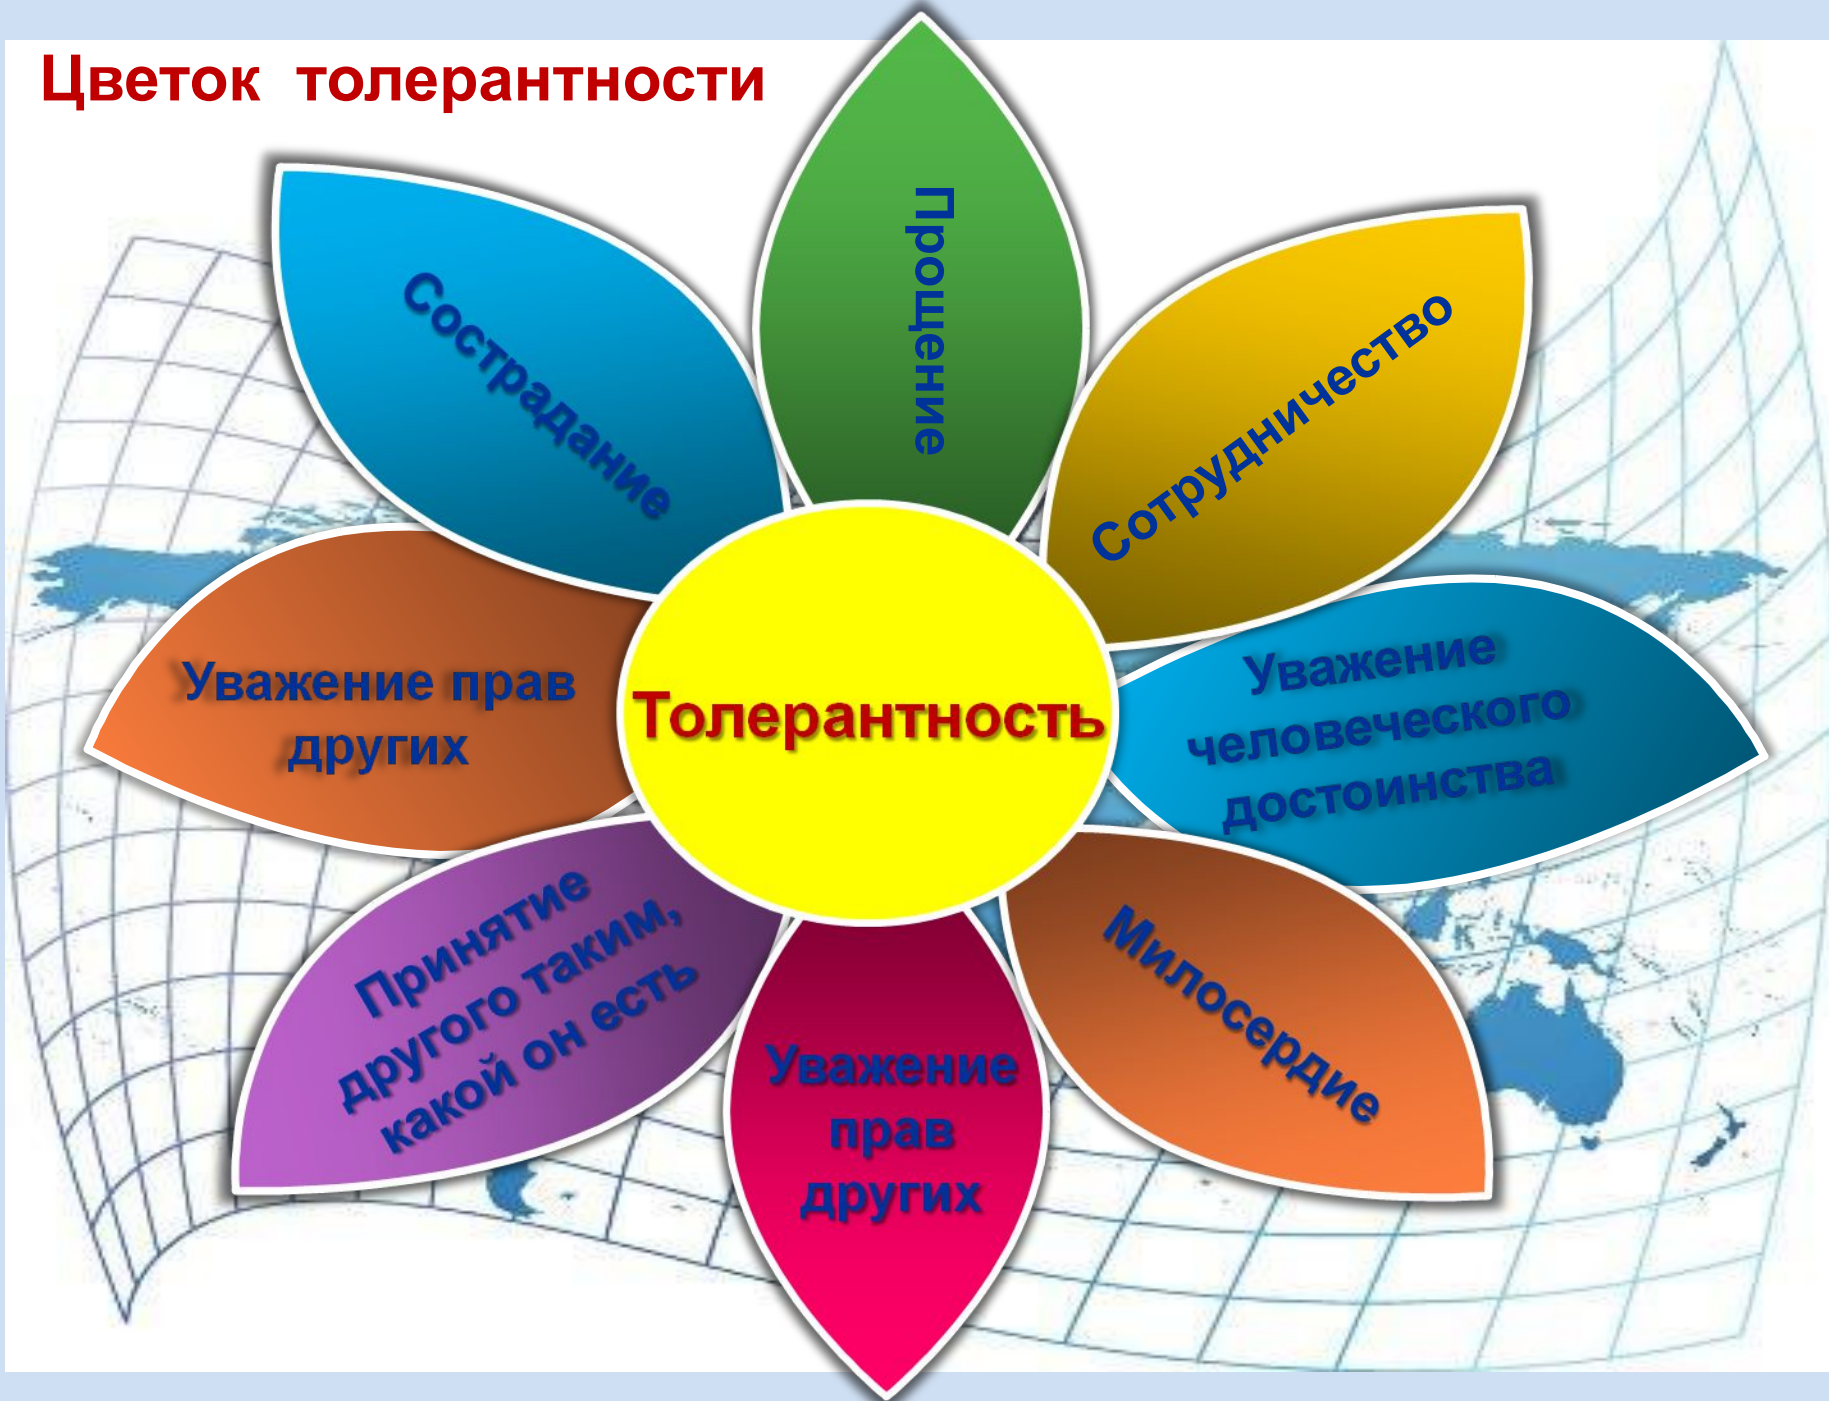 Цветок толерантности
Прощение
Сострадание
Сотрудничество
Уважение прав
других
Толерантность
Уважение
человеческого
достоинства
Принятие
другого таким,
какой он есть
Милосердие
Уважение
прав
других